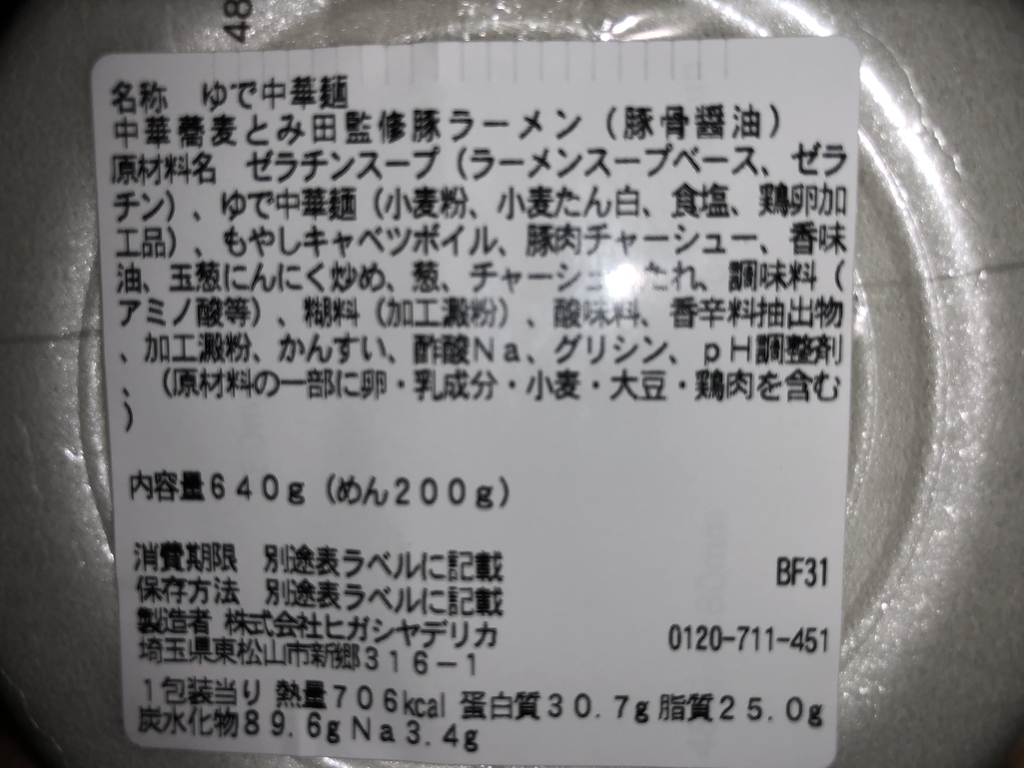 48
名称 ゆで中華麺
中華蕎麦とみ田監修豚ラーメン（豚骨醤油）
原材料名 ゼラチンスープ（ラーメンスープベース、ゼラ
チン）、ゆで中華麺（小麦粉、小麦たん白、食塩、鶏卵加
工品）、もやしキャベツボイル、豚肉チャーシュー、香味
油、玉葱にんにく炒め、葱、チャーシュたれ、調味料（
アミノ酸等）、糊料（加工澱粉）、酸味料、香辛料抽出物
、加工澱粉、かんすい、酢酸Ｎａ、グリシン、ｐＨ調整剤
、（原材料の一部に卵・乳成分・小麦・大豆・鶏肉を含む
）
内容量６４０ｇ（めん２００ｇ）
消費期限 別途表ラベルに記載
保存方法 別途表ラベルに記載 BF31
製造者 株式会社ヒガシヤデリカ
埼玉県東松山市新郷３１６－１ 0120-711-451
１包装当り 熱量７０６kcal 蛋白質３０．７ｇ脂質２５．０ｇ
炭水化物８９．６ｇＮａ３．４ｇ